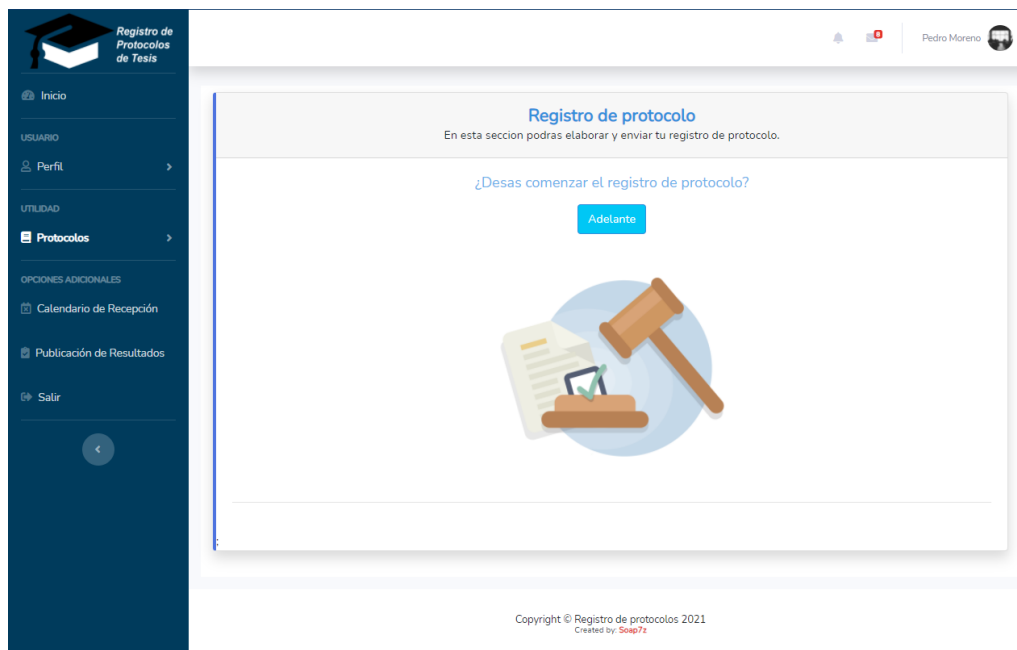 Registro de
Protocolos
de Tesis
Inicio
USUARIO
Perfil
UTILIDAD
Protocolos
OPCIONES ADICIONALES
Calendario de Recepción
Publicación de Resultados
Salir
0
Pedro Moreno
Registro de protocolo
En esta seccion podras elaborar y enviar tu registro de protocolo.
¿Desas comenzar el registro de protocolo?
Adelante
;
Copyright © Registro de protocolos 2021
Created by: Soap7z